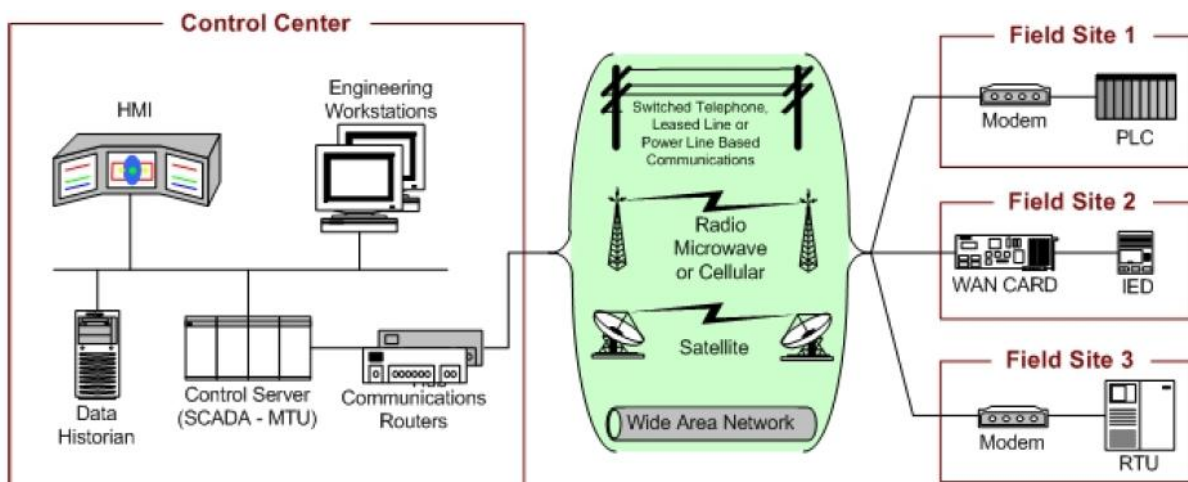 Control Center
HMI
Engineering
Workstations
Data
Historian
Control Server
(SCADA - MTU)
Communications
Routers
Switched Telephone,
Leased Line or
Power Line Based
Communications
Radio
Microwave
or Cellular
Satellite
Wide Area Network
Field Site 1
Modem
PLC
Field Site 2
WAN CARD
IED
Field Site 3
Modem
RTU